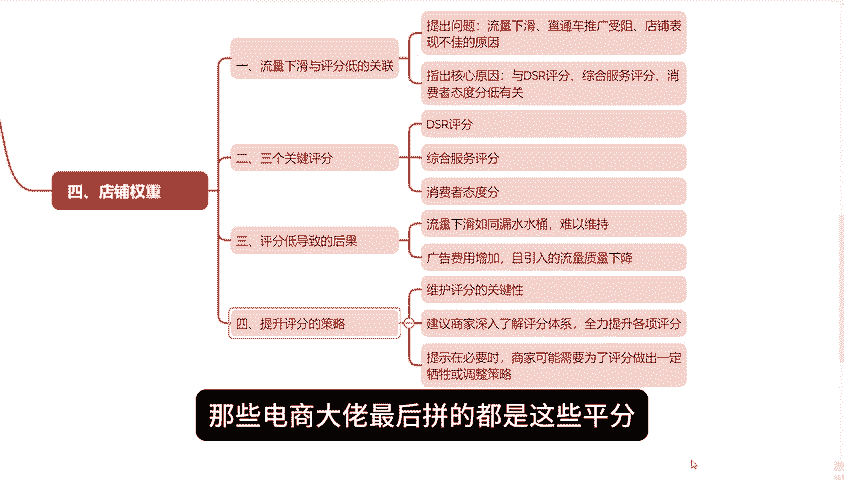 四、店铺权重
一、流量下滑与评分低的关联
提出问题：流量下滑、直通车推广受阻、店铺表
现不佳的原因
指出核心原因：与DSR评分、综合服务评分、消
费者态度分低有关
二、三个关键评分
DSR评分
综合服务评分
消费者态度分
三、评分低导致的后果
流量下滑如同漏水水桶，难以维持
广告费用增加，且引入的流量质量下降
四、提升评分的策略
维护评分的关键性
建议商家深入了解评分体系，全力提升各项评分
提示在必要时，商家可能需要为了评分做出一定
牺牲或调整策略
那些电商大佬最后拼的都是这些平分